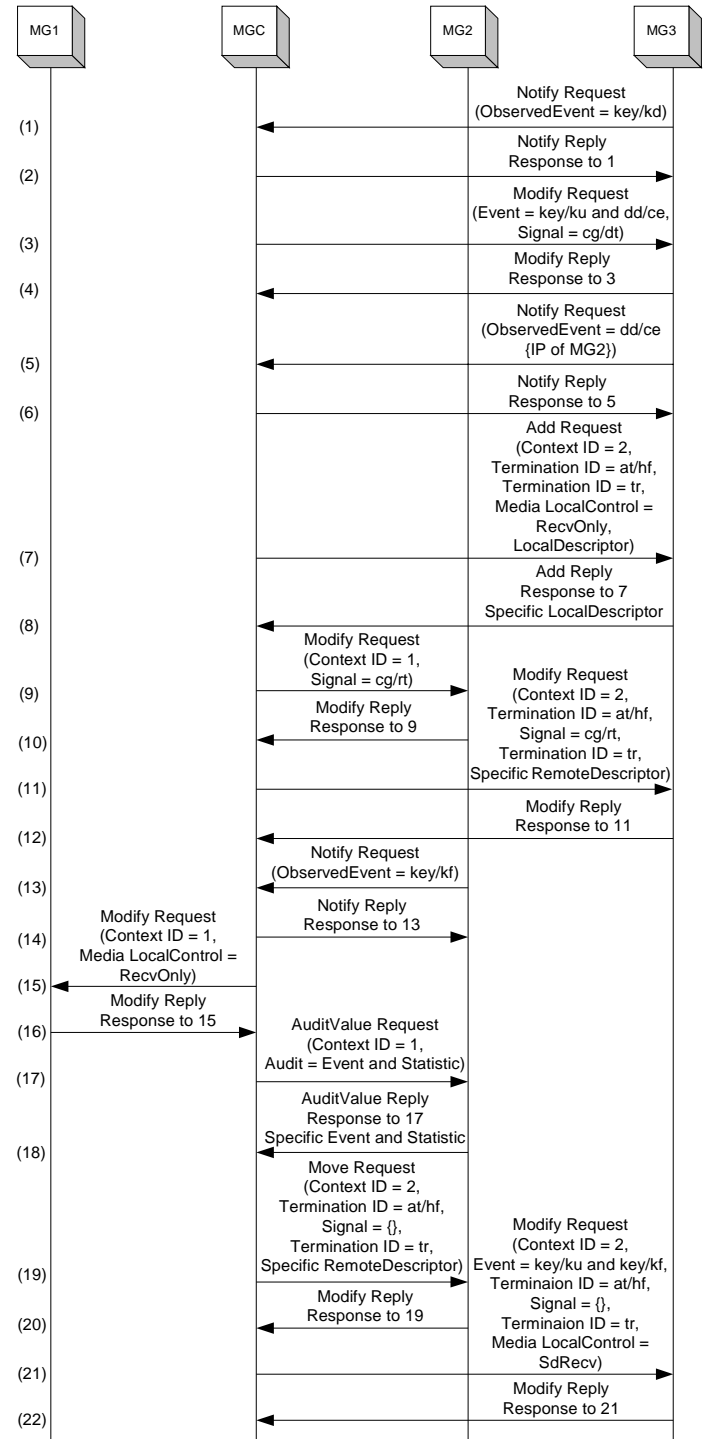 MG1
MGC
MG2
MG3
Notify Request
(ObservedEvent = key/kd)
(1)
Notify Reply
Response to 1
(2)
Modify Request
(Event = key/ku and dd/ce,
Signal = cg/dt)
(3)
Modify Reply
Response to 3
(4)
Notify Request
(ObservedEvent = dd/ce
{IP of MG2})
(5)
Notify Reply
Response to 5
(6)
Add Request
(Context ID = 2,
Termination ID = at/hf,
Termination ID = tr,
Media LocalControl =
RecvOnly,
LocalDescriptor)
(7)
Add Reply
Response to 7
Specific LocalDescriptor
(8)
Modify Request
(Context ID = 1,
Signal = cg/rt)
(9)
Modify Reply
Response to 9
(10)
Modify Request
(Context ID = 2,
Termination ID = at/hf,
Signal = cg/rt,
Termination ID = tr,
Specific RemoteDescriptor)
(11)
Modify Reply
Response to 11
(12)
Notify Request
(ObservedEvent = key/kf)
(13)
Notify Reply
Response to 13
(14)
Modify Request
(Context ID = 1,
Media LocalControl =
RecvOnly)
(15)
Modify Reply
Response to 15
(16)
AuditValue Request
(Context ID = 1,
Audit = Event and Statistic)
(17)
AuditValue Reply
Response to 17
Specific Event and Statistic
(18)
Move Request
(Context ID = 2,
Termination ID = at/hf,
Signal = {},
Termination ID = tr,
Specific RemoteDescriptor)
(19)
Modify Reply
Response to 19
(20)
Modify Request
(Context ID = 2,
Event = key/ku and key/kf,
Terminaion ID = at/hf,
Signal = {},
Terminaion ID = tr,
Media LocalControl =
SdRecv)
(21)
Modify Reply
Response to 21
(22)